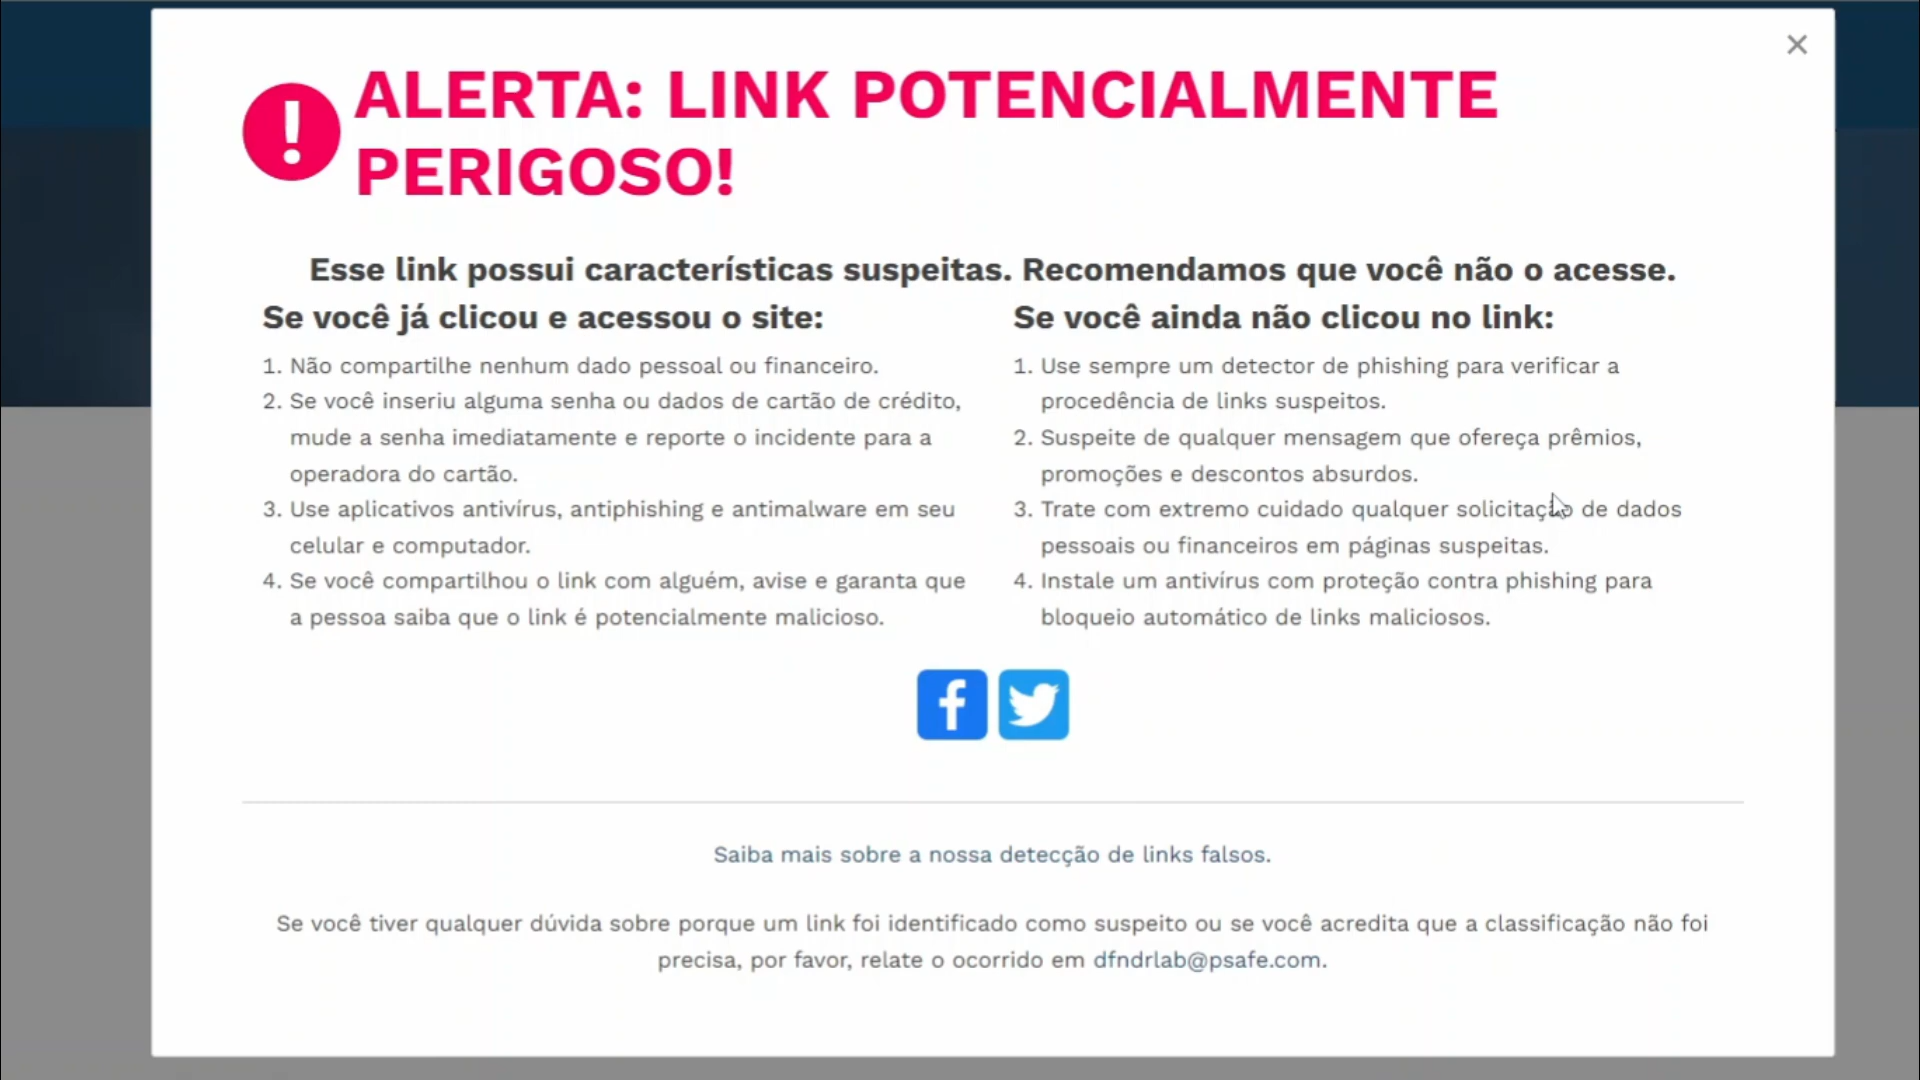 ALERTA: LINK POTENCIALMENTE
PERIGOSO!
Esse link possui características suspeitas. Recomendamos que você não o acesse.
Se você já clicou e acessou o site:
1. Não compartilhe nenhum dado pessoal ou financeiro.
2. Se você inseriu alguma senha ou dados de cartão de crédito,
mude a senha imediatamente e reporte o incidente para a
operadora do cartão.
3. Use aplicativos antivírus, antiphishing e antimalware em seu
celular e computador.
4. Se você compartilhou o link com alguém, avise e garanta que
a pessoa saiba que o link é potencialmente malicioso.
Se você ainda não clicou no link:
1. Use sempre um detector de phishing para verificar a
procedência de links suspeitos.
2. Suspeite de qualquer mensagem que ofereça prêmios,
promoções e descontos absurdos.
3. Trate com extremo cuidado qualquer solicitação de dados
pessoais ou financeiros em páginas suspeitas.
4. Instale um antivírus com proteção contra phishing para
bloqueio automático de links maliciosos.
Saiba mais sobre a nossa detecção de links falsos.
Se você tiver qualquer dúvida sobre porque um link foi identificado como suspeito ou se você acredita que a classificação não foi
precisa, por favor, relate o ocorrido em dfndrlab@psafe.com.